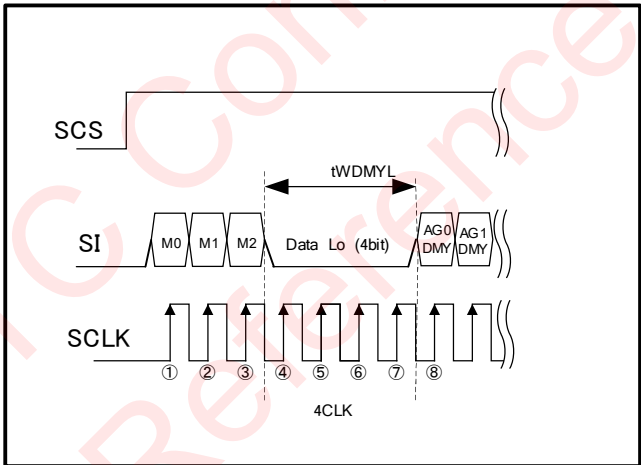 SCS
tWDMYL
SI M0 M1 M2 Data Lo (4bit) AG0 DMY AG1 DMY
SCLK
① ② ③ ④ ⑤ ⑥ ⑦ ⑧
4CLK
Reference